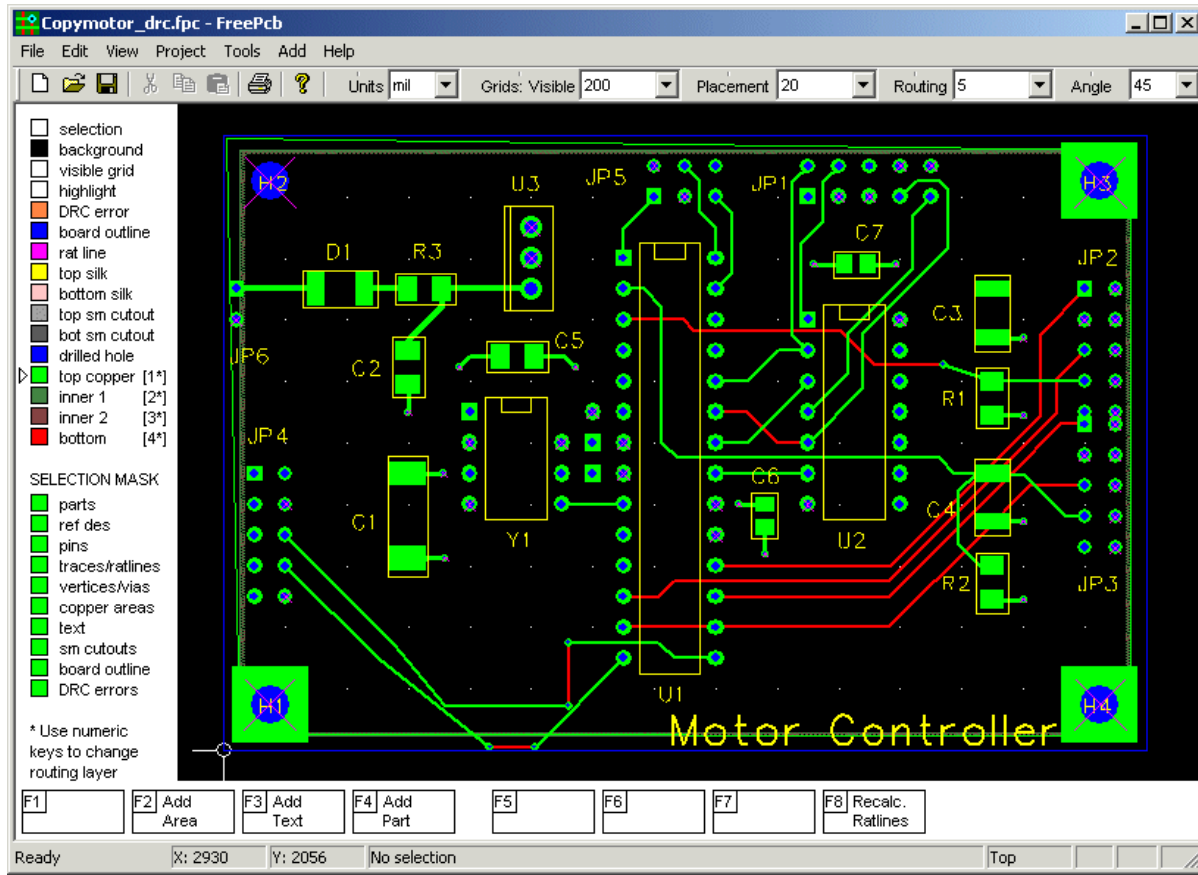 Copymotor_drc.fpc - FreePcb
File Edit View Project Tools Add Help
Units mil Grids: Visible 200 Placement 20 Routing 5 Angle 45
selection
background
visible grid
highlight
DRC error
board outline
rat line
top silk
bottom silk
top sm cutout
bot sm cutout
drilled hole
top copper [1*]
inner 1 [2*]
inner 2 [3*]
bottom [4*]
SELECTION MASK
parts
ref des
pins
traces/ratlines
vertices/vias
copper areas
text
sm cutouts
board outline
DRC errors
* Use numeric
keys to change
routing layer
H2 U3 JP5 JP1 H3
D1 R3 C7 JP2
C3
JP6 C2 C5
R1
JP4
C6
C1 Y1 U2 C4
R2 JP3
H1 U1 H4
Motor Controller
F1 F2 Add Area F3 Add Text F4 Add Part F5 F6 F7 F8 Recalc. Ratlines
Ready X: 2930 Y: 2056 No selection Top